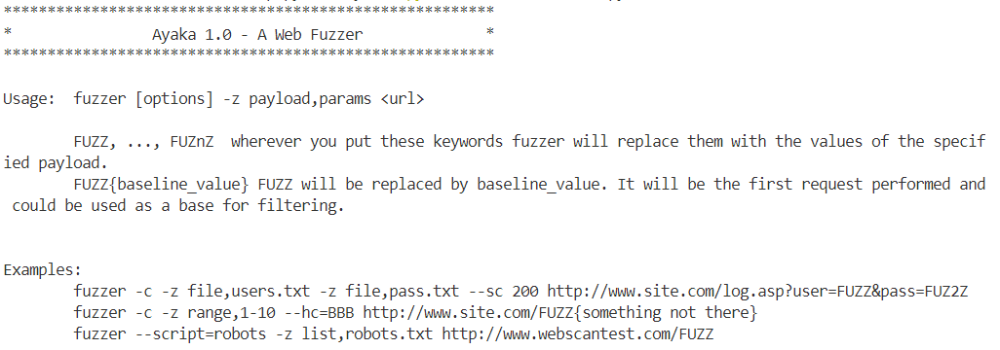 ********************************************************
* Ayaka 1.0 - A Web Fuzzer *
********************************************************
Usage: fuzzer [options] -z payload,params <url>
FUZZ, ..., FUZnZ wherever you put these keywords fuzzer will replace them with the values of the specif
ied payload.
FUZZ{baseline_value} FUZZ will be replaced by baseline_value. It will be the first request performed and
could be used as a base for filtering.
Examples:
fuzzer -c -z file,users.txt -z file,pass.txt --sc 200 http://www.site.com/log.asp?user=FUZZ&pass=FUZ2Z
fuzzer -c -z range,1-10 --hc=BBB http://www.site.com/FUZZ{something not there}
fuzzer --script=robots -z list,robots.txt http://www.webscantest.com/FUZZ